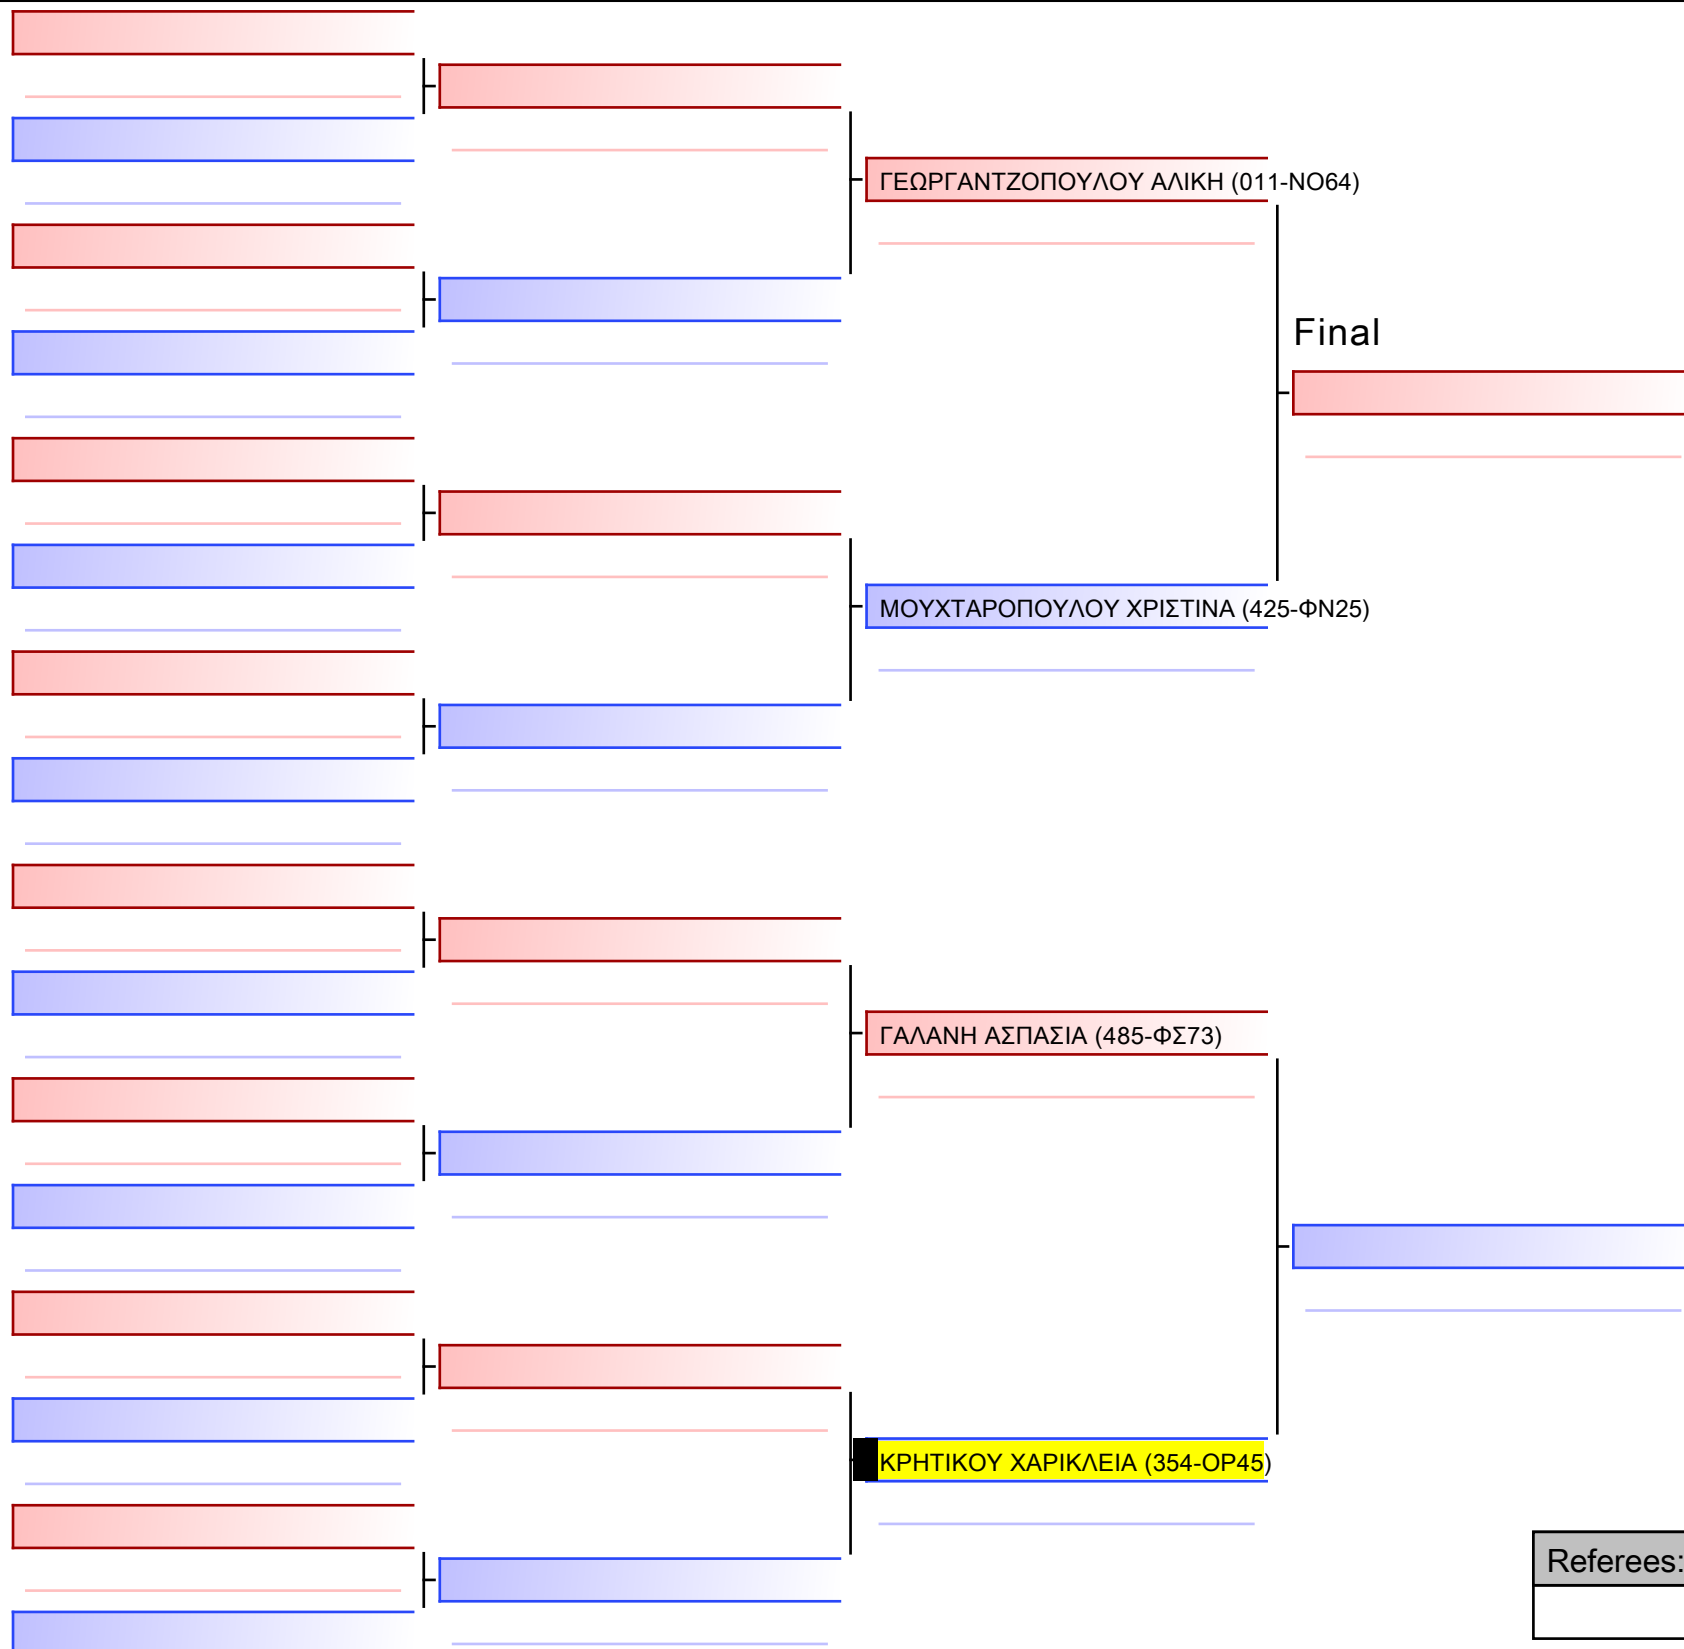 ΓΕΩΡΓΑΝΤΖΟΠΟΥΛΟΥ ΑΛΙΚΗ (011-ΝΟ64)
Final
ΜΟΥΧΤΑΡΟΠΟΥΛΟΥ ΧΡΙΣΤΙΝΑ (425-ΦΝ25)
ΓΑΛΑΝΗ ΑΣΠΑΣΙΑ (485-ΦΣ73)
ΚΡΗΤΙΚΟΥ ΧΑΡΙΚΛΕΙΑ (354-ΟΡ45)
Referees: